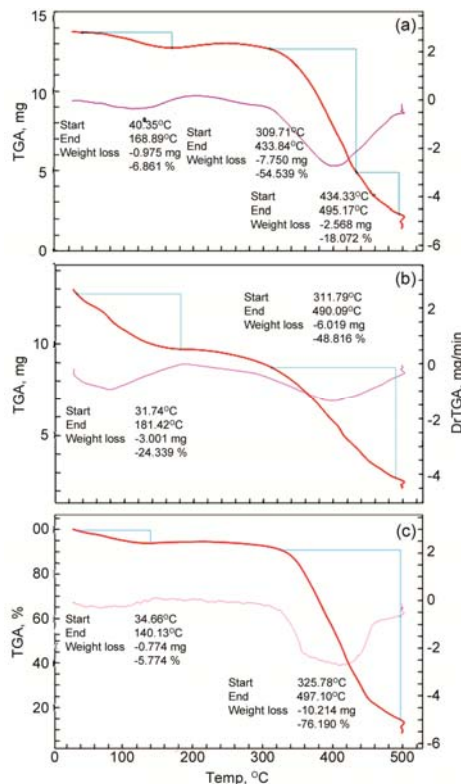 15
(a)
2
10
0
Start 40.35°C
End 168.89°C
Weight loss -0.975 mg
-6.861 %
309.71°C
433.84°C
-7.750 mg
-54.539 %
-2
5
Start 434.33°C
End 495.17°C
Weight loss -2.568 mg
-18.072 %
-4
0
-6
TGA, mg
(b)
2
Start 311.79°C
End 490.09°C
Weight loss -6.019 mg
-48.816 %
10
0
Start 31.74°C
End 181.42°C
Weight loss -3.001 mg
-24.339 %
-2
5
-4
TGA, mg
DrTGA, mg/min
00
(c)
2
80
0
60
Start 34.66°C
End 140.13°C
Weight loss -0.774 mg
-5.774 %
-2
40
Start 325.78°C
End 497.10°C
Weight loss -10.214 mg
-76.190 %
-4
20
-6
TGA, %
0 100 200 300 400 500
Temp, °C